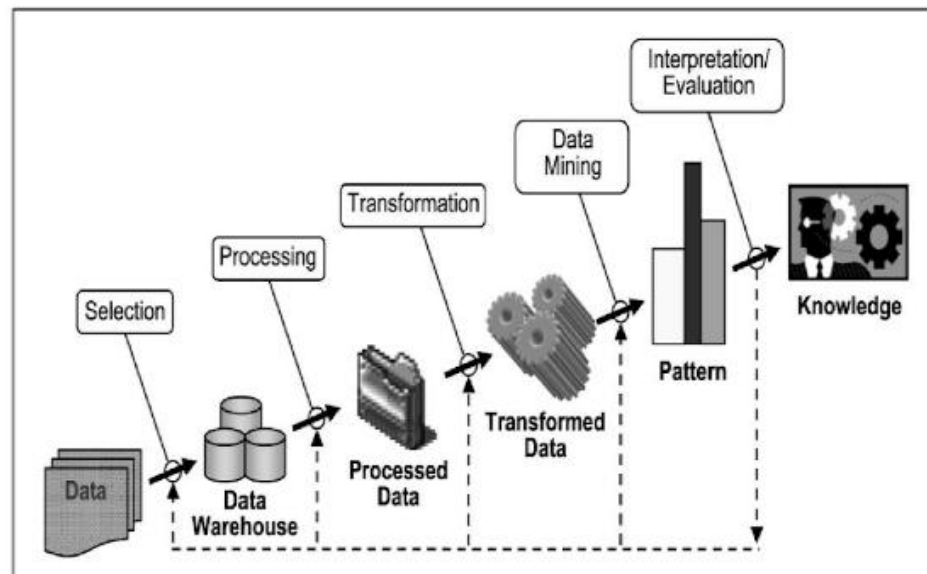 Interpretation/
Evaluation
Data
Mining
Transformation
Processing
Selection
Knowledge
Pattern
Transformed
Data
Processed
Data
Data
Warehouse
Data